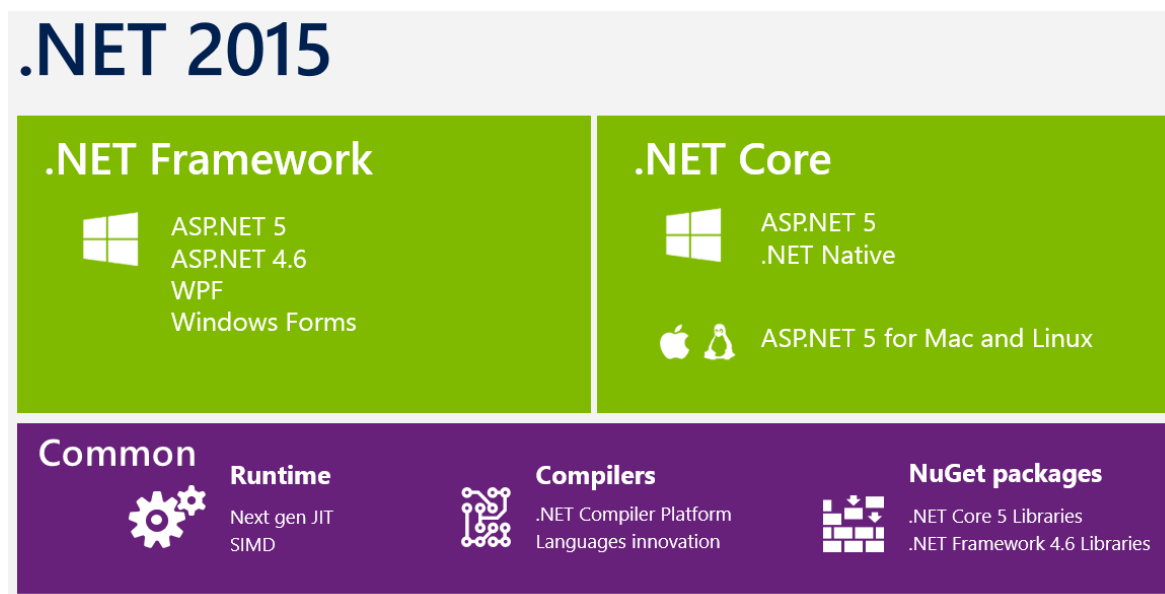 .NET 2015
.NET Framework
ASP.NET 5
ASP.NET 4.6
WPF
Windows Forms
.NET Core
ASP.NET 5
.NET Native
ASP.NET 5 for Mac and Linux
Common
Runtime
Next gen JIT
SIMD
Compilers
.NET Compiler Platform
Languages innovation
NuGet packages
.NET Core 5 Libraries
.NET Framework 4.6 Libraries